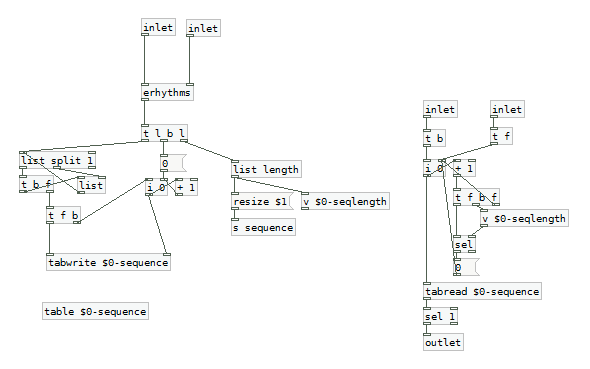 inlet
inlet
erhythms
t l b l
list split 1
0
list length
t b f
list
i 0
+ 1
resize $1
v $0-seqlength
t f b
s sequence
tabwrite $0-sequence
table $0-sequence
inlet
inlet
t b
t f
i 0
+ 1
t f b f
v $0-seqlength
sel
0
tabread $0-sequence
sel 1
outlet